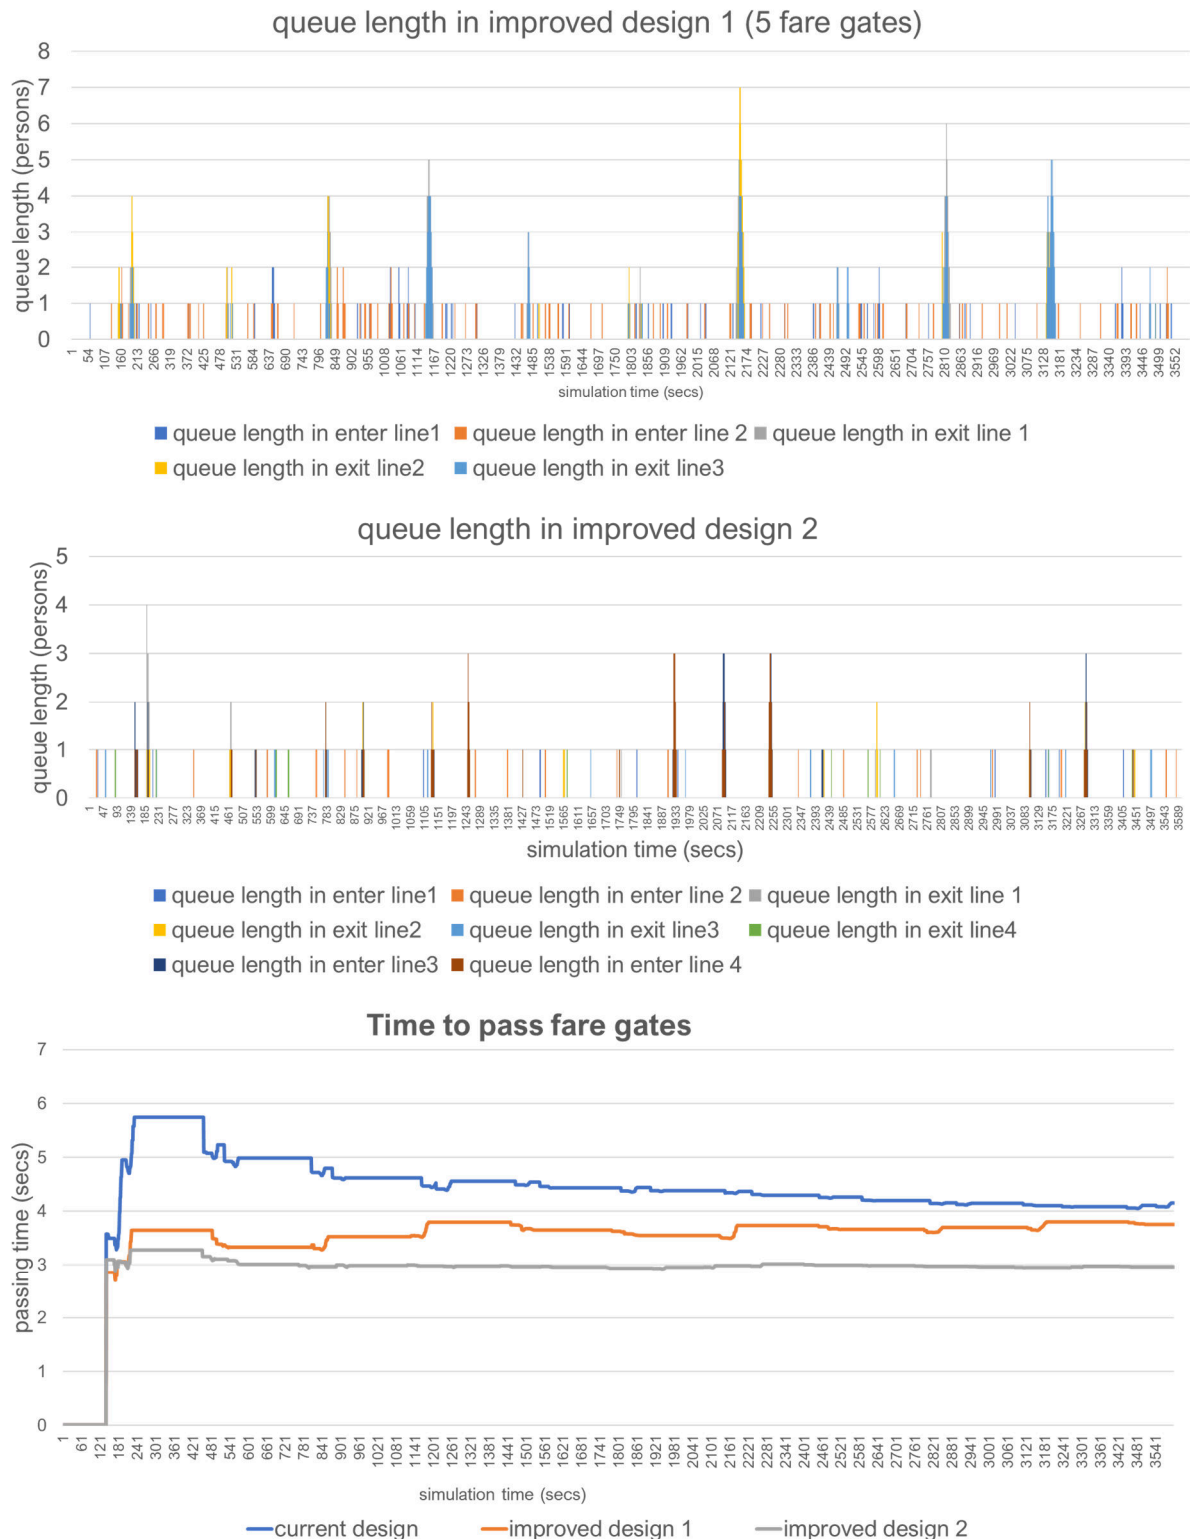 queue length in improved design 1 (5 fare gates)
queue length (persons)
8
7
6
5
4
3
2
1
0
1 54 107 160 213 266 319 372 425 478 531 584 637 690 743 796 849 902 955 1008 1061 1114 1167 1220 1273 1326 1379 1432 1485 1538 1591 1644 1697 1750 1803 1856 1909 1962 2015 2068 2121 2174 2227 2280 2333 2386 2439 2492 2545 2598 2651 2704 2757 2810 2863 2916 2969 3022 3075 3128 3181 3234 3287 3340 3393 3446 3499 3552
simulation time (secs)
queue length in enter line1 queue length in enter line 2 queue length in exit line 1
queue length in exit line2 queue length in exit line3
queue length in improved design 2
queue length (persons)
5
4
3
2
1
0
1 47 93 139 185 231 277 323 369 415 461 507 553 599 645 691 737 783 829 875 921 967 1013 1059 1105 1151 1197 1243 1289 1335 1381 1427 1473 1519 1565 1611 1657 1703 1749 1795 1841 1887 1933 1979 2025 2071 2117 2163 2209 2255 2301 2347 2393 2439 2485 2531 2577 2623 2669 2715 2761 2807 2853 2899 2945 2991 3037 3083 3129 3175 3221 3267 3313 3359 3405 3451 3497 3543 3589
simulation time (secs)
queue length in enter line1 queue length in enter line 2 queue length in exit line 1
queue length in exit line2 queue length in exit line3 queue length in exit line4
queue length in enter line3 queue length in enter line 4
Time to pass fare gates
passing time (secs)
7
6
5
4
3
2
1
0
1 61 121 181 241 301 361 421 481 541 601 661 721 781 841 901 961 1021 1081 1141 1201 1261 1321 1381 1441 1501 1561 1621 1681 1741 1801 1861 1921 1981 2041 2101 2161 2221 2281 2341 2401 2461 2521 2581 2641 2701 2761 2821 2881 2941 3001 3061 3121 3181 3241 3301 3361 3421 3481 3541
simulation time (secs)
current design improved design 1 improved design 2